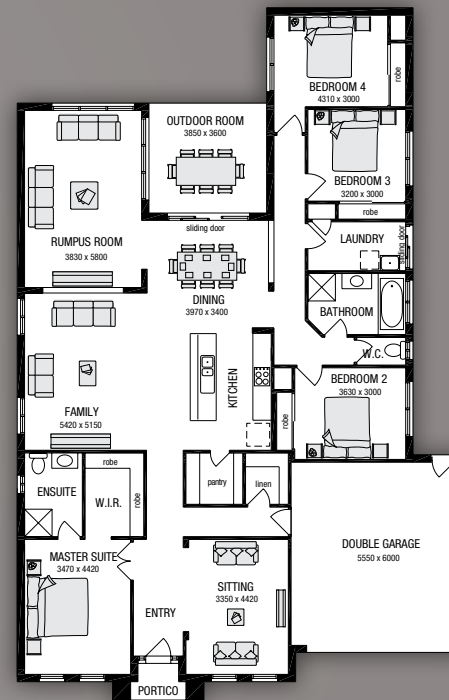 BEDROOM 4
4310 x 3000
robe
OUTDOOR ROOM
3850 x 3600
BEDROOM 3
3200 x 3000
robe
sliding door
RUMPUS ROOM
3830 x 5800
LAUNDRY
sliding door
DINING
3970 x 3400
BATHROOM
W.C.
KITCHEN
BEDROOM 2
3630 x 3000
robe
FAMILY
5420 x 5150
robe
ENSUITE
W.I.R.
robe
pantry
linen
DOUBLE GARAGE
5550 x 6000
MASTER SUITE
3470 x 4420
SITTING
3350 x 4420
ENTRY
PORTICO